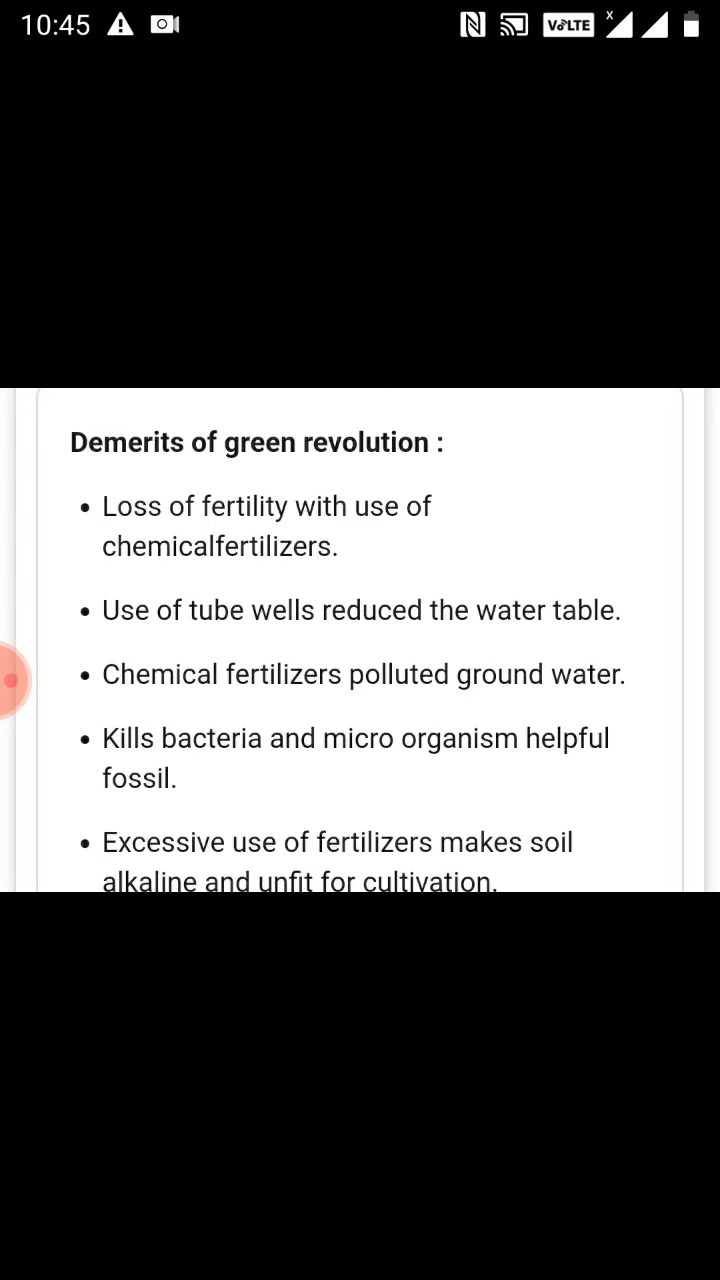 10:45
VoLTE
x
Demerits of green revolution :
• Loss of fertility with use of
chemicalfertilizers.
• Use of tube wells reduced the water table.
• Chemical fertilizers polluted ground water.
• Kills bacteria and micro organism helpful
fossil.
• Excessive use of fertilizers makes soil
alkaline and unfit for cultivation.